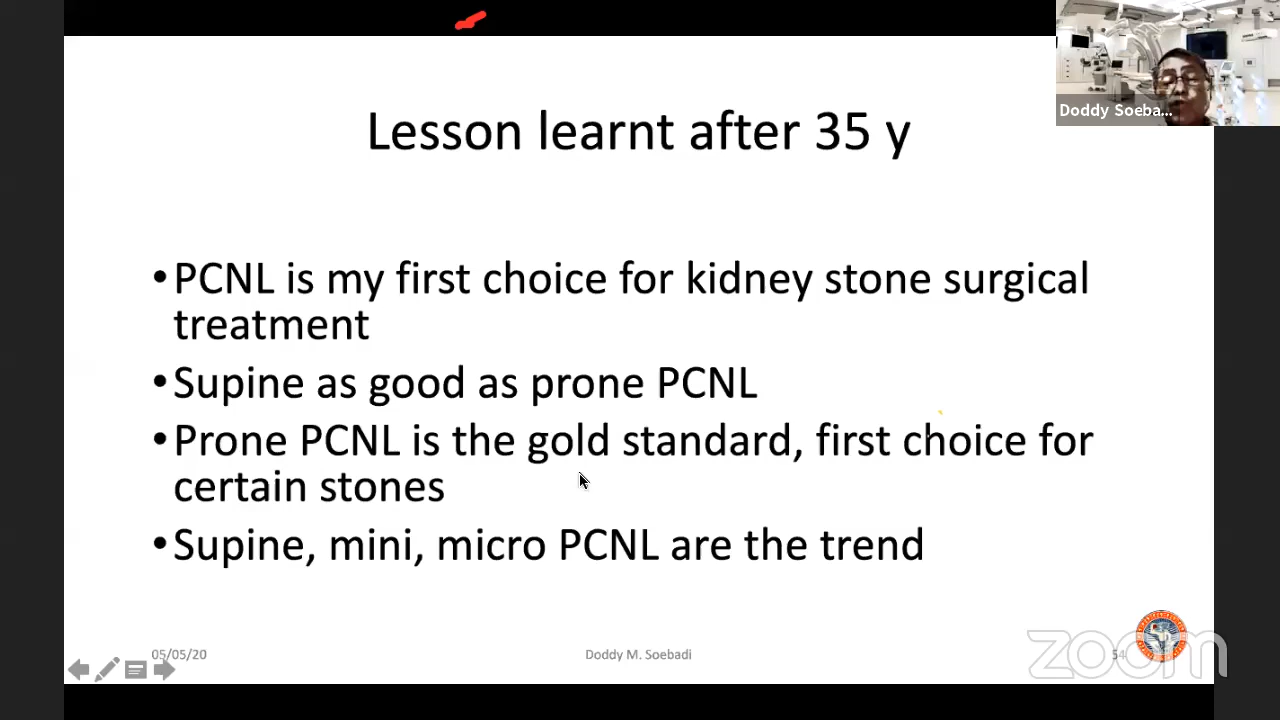 Doddy Soeba...
Lesson learnt after 35 y
•PCNL is my first choice for kidney stone surgical
treatment
•Supine as good as prone PCNL
•Prone PCNL is the gold standard, first choice for
certain stones
•Supine, mini, micro PCNL are the trend
05/05/20
Doddy M. Soebadi
54
zoom